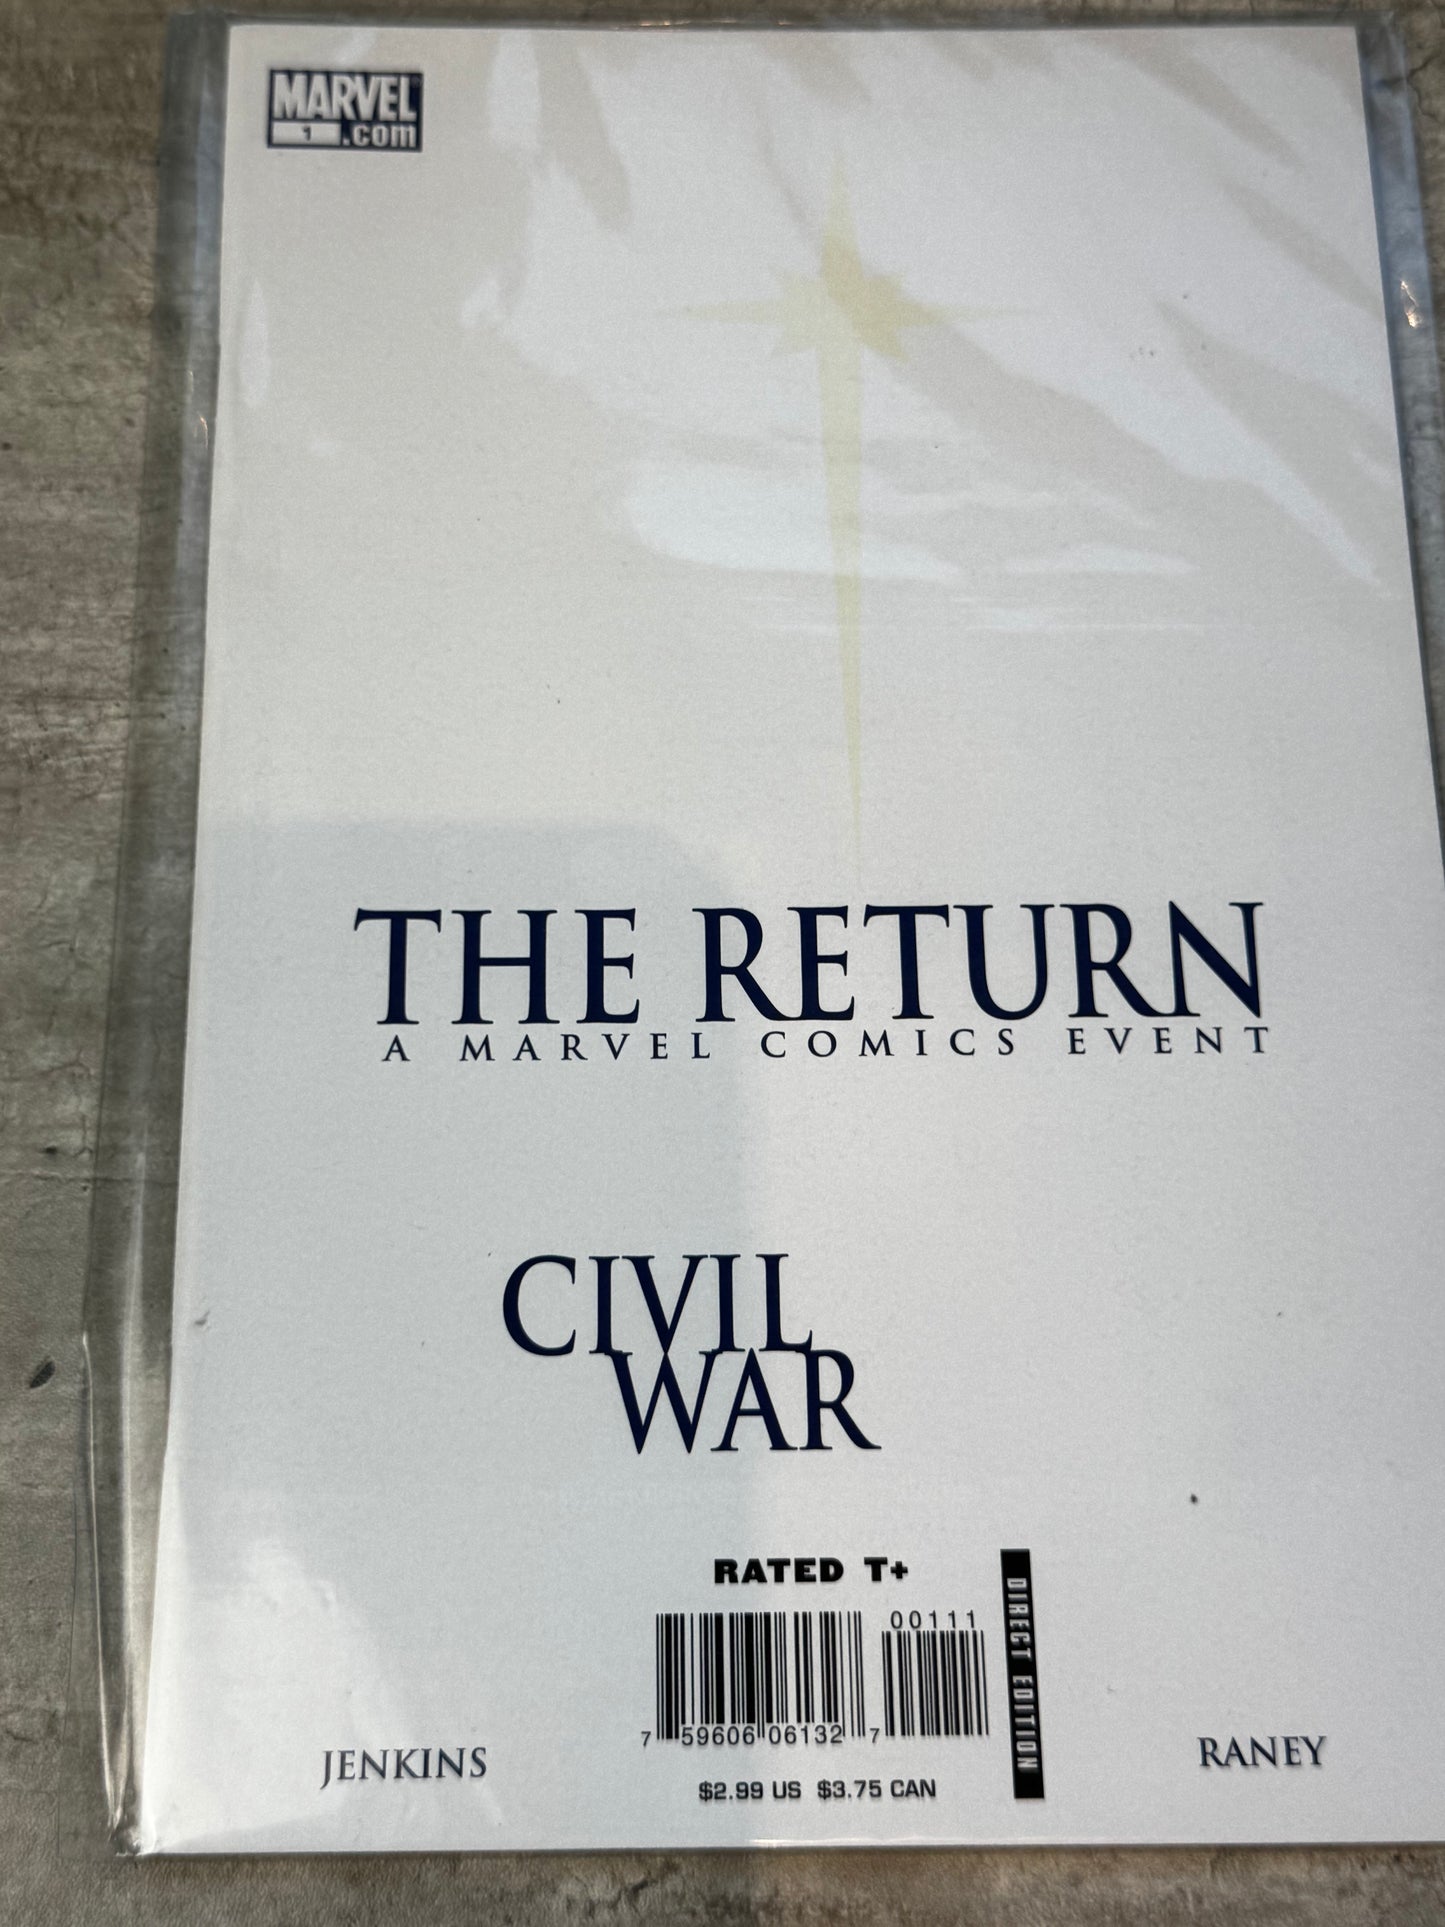 MARVEL
1 .com
THE RETURN
A MARVEL COMICS EVENT
CIVIL
WAR
RATED T+
00111
7 59606 06132 7
DIRECT EDITION
JENKINS
RANEY
$2.99 US $3.75 CAN